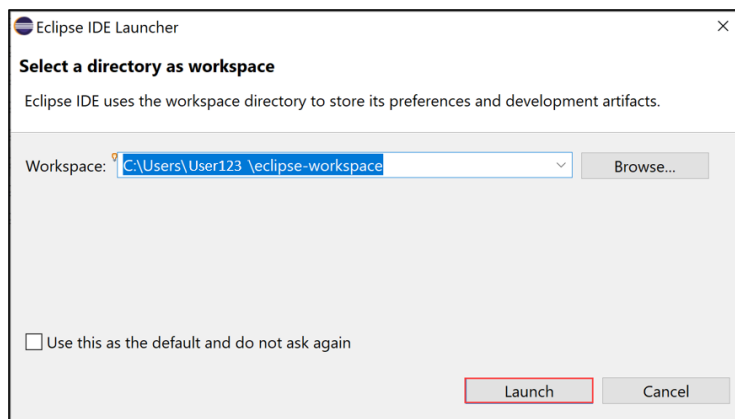 Eclipse IDE Launcher
Select a directory as workspace
Eclipse IDE uses the workspace directory to store its preferences and development artifacts.
Workspace: C:\Users\User123 \eclipse-workspace Browse...
Use this as the default and do not ask again
Launch Cancel